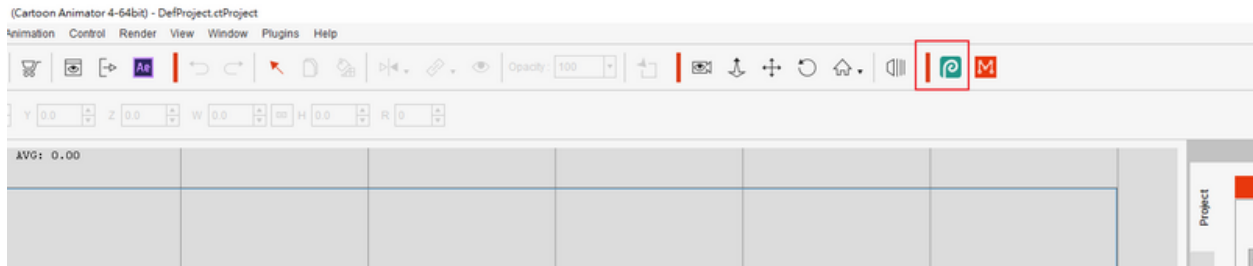 (Cartoon Animator 4-64bit) - DefProject.ctProject
Animation Control Render View Window Plugins Help
Ae Opacity: 100 M
Y 0.0 Z 0.0 W 0.0 H 0.0 R 0
AVG: 0.00
Project